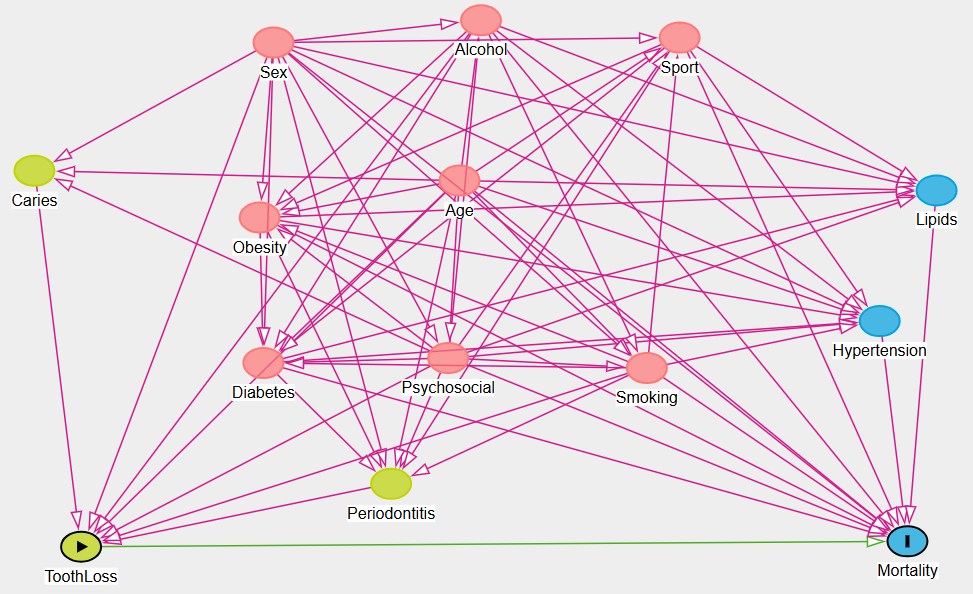 Alcohol
Sex
Sport
Caries
Age
Lipids
Obesity
Hypertension
Diabetes
Psychosocial
Smoking
Periodontitis
ToothLoss
Mortality